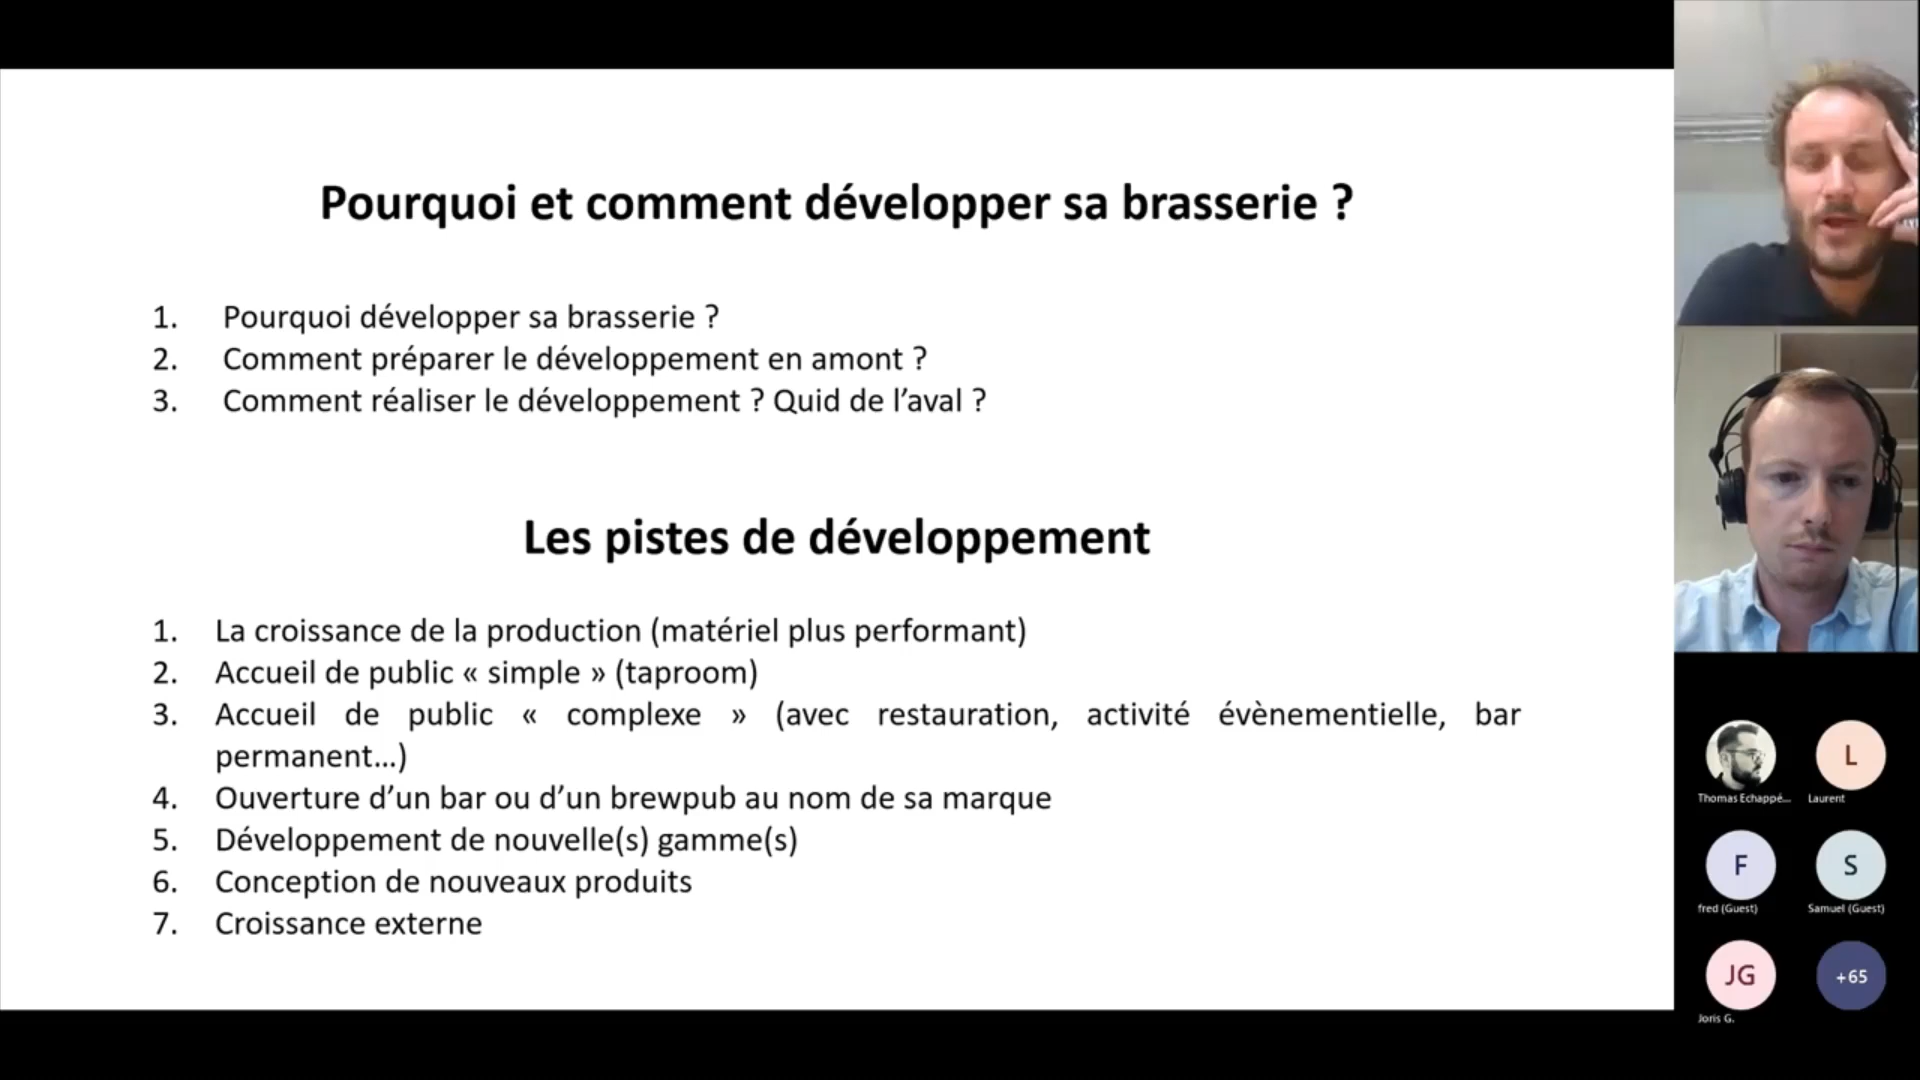 Pourquoi et comment développer sa brasserie ?
1. Pourquoi développer sa brasserie ?
2. Comment préparer le développement en amont ?
3. Comment réaliser le développement ? Quid de l’aval ?
Les pistes de développement
1. La croissance de la production (matériel plus performant)
2. Accueil de public « simple » (taproom)
3. Accueil de public « complexe » (avec restauration, activité évènementielle, bar
permanent…)
4. Ouverture d’un bar ou d’un brewpub au nom de sa marque
5. Développement de nouvelle(s) gamme(s)
6. Conception de nouveaux produits
7. Croissance externe
Thomas Echappé...
L
Laurent
F
fred (Guest)
S
Samuel (Guest)
JG
Joris G.
+65